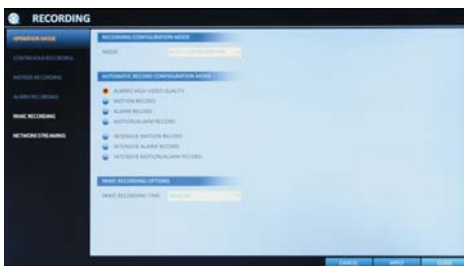 RECORDING
OPERATION MODE
CONTINUOUS RECORDING
MOTION RECORDING
ALARM RECORDING
PANIC RECORDING
NETWORK STREAMING
RECORDING CONFIGURATION MODE
MODE
AUTOMATIC RECORD CONFIGURATION MODE
ALWAYS HIGH VIDEO QUALITY
MOTION RECORD
ALARM RECORD
MOTION/ALARM RECORD
INTENSIVE MOTION RECORD
INTENSIVE ALARM RECORD
INTENSIVE MOTION/ALARM RECORD
PANIC RECORDING OPTIONS
PANIC RECORDING TYPE
CANCEL
APPLY
CLOSE